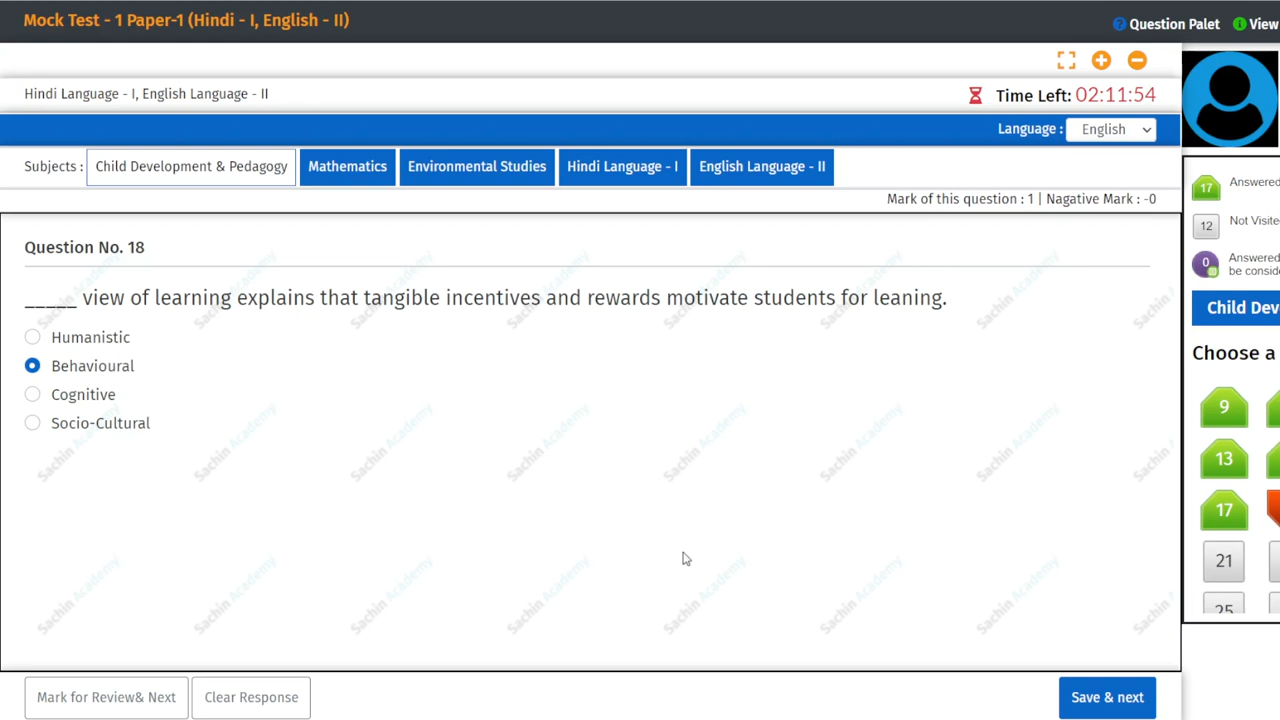 Mock Test - 1 Paper-1 (Hindi - I, English - II)
Question Palet
View
Hindi Language - I, English Language - II
Time Left: 02:11:54
Language : English
Subjects : Child Development & Pedagogy Mathematics Environmental Studies Hindi Language - I English Language - II
Mark of this question : 1 | Nagative Mark : -0
Question No. 18
_____ view of learning explains that tangible incentives and rewards motivate students for leaning.
Humanistic
Behavioural
Cognitive
Socio-Cultural
Mark for Review& Next
Clear Response
Save & next
17 Answered
12 Not Visite
0 Answered
be consid
Child Dev
Choose a
9
13
17
21
25
Sachin Academy